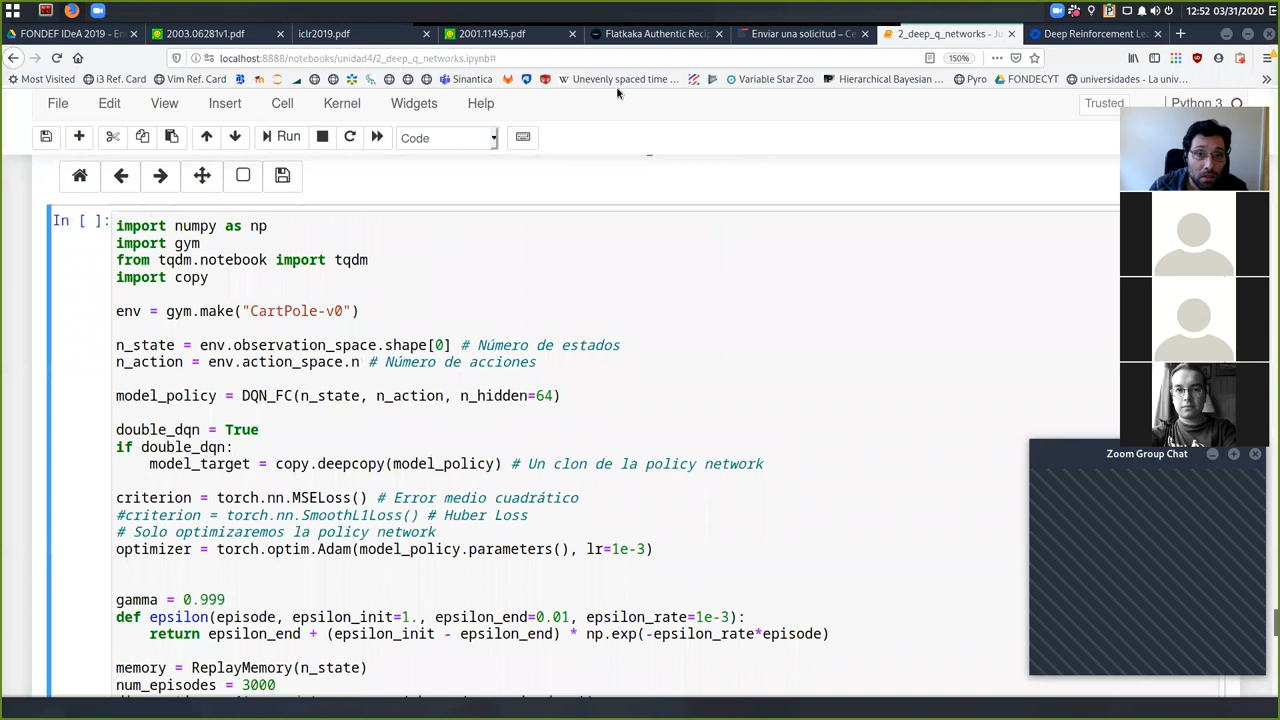 12:52 03/31/2020
FONDEF IDeA 2019 - En
2003.06281v1.pdf
iclr2019.pdf
2001.11495.pdf
Flatkaka Authentic Recip
Enviar una solicitud – Ce
2_deep_q_networks - Ju
Deep Reinforcement Lea
localhost:8888/notebooks/unidad4/2_deep_q_networks.ipynb#
150%
Most Visited
i3 Ref. Card
Vim Ref. Card
Sinantica
Unevenly spaced time ...
Variable Star Zoo
Hierarchical Bayesian ...
Pyro
FONDECYT
universidades - La univ...
File Edit View Insert Cell Kernel Widgets Help
Trusted
Python 3
Run
Code
In [ ]:
import numpy as np
import gym
from tqdm.notebook import tqdm
import copy
env = gym.make("CartPole-v0")
n_state = env.observation_space.shape[0] # Número de estados
n_action = env.action_space.n # Número de acciones
model_policy = DQN_FC(n_state, n_action, n_hidden=64)
double_dqn = True
if double_dqn:
model_target = copy.deepcopy(model_policy) # Un clon de la policy network
criterion = torch.nn.MSELoss() # Error medio cuadrático
#criterion = torch.nn.SmoothL1Loss() # Huber Loss
# Solo optimizaremos la policy network
optimizer = torch.optim.Adam(model_policy.parameters(), lr=1e-3)
gamma = 0.999
def epsilon(episode, epsilon_init=1., epsilon_end=0.01, epsilon_rate=1e-3):
return epsilon_end + (epsilon_init - epsilon_end) * np.exp(-epsilon_rate*episode)
memory = ReplayMemory(n_state)
num_episodes = 3000
Zoom Group Chat